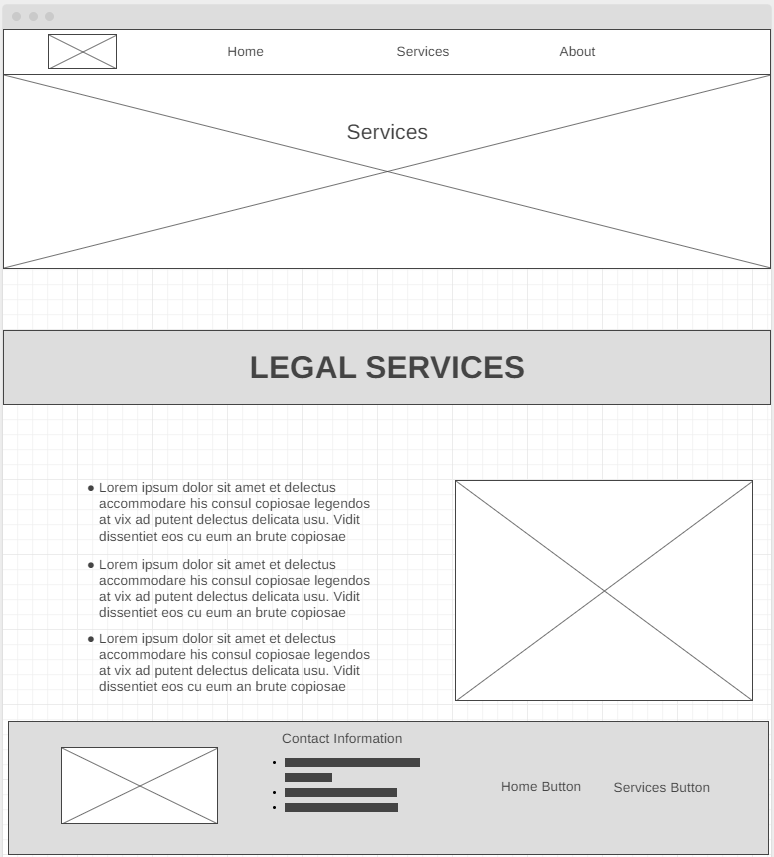 Home Services About
Services
LEGAL SERVICES
● Lorem ipsum dolor sit amet et delectus
accommodare his consul copiosae legendos
at vix ad putent delectus delicata usu. Vidit
dissentiet eos cu eum an brute copiosae
● Lorem ipsum dolor sit amet et delectus
accommodare his consul copiosae legendos
at vix ad putent delectus delicata usu. Vidit
dissentiet eos cu eum an brute copiosae
● Lorem ipsum dolor sit amet et delectus
accommodare his consul copiosae legendos
at vix ad putent delectus delicata usu. Vidit
dissentiet eos cu eum an brute copiosae
Contact Information
Home Button Services Button